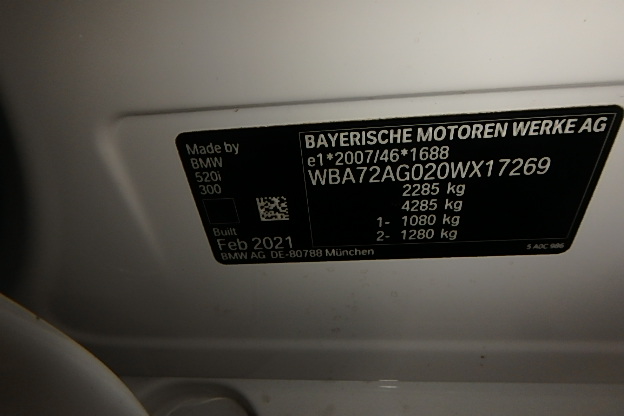 Made by
BMW
520i
300
Built
Feb 2021
BMW AG DE-80788 München
BAYERISCHE MOTOREN WERKE AG
e1*2007/46*1688
WBA72AG020WX17269
2285 kg
4285 kg
1- 1080 kg
2- 1280 kg
5 A0C 986